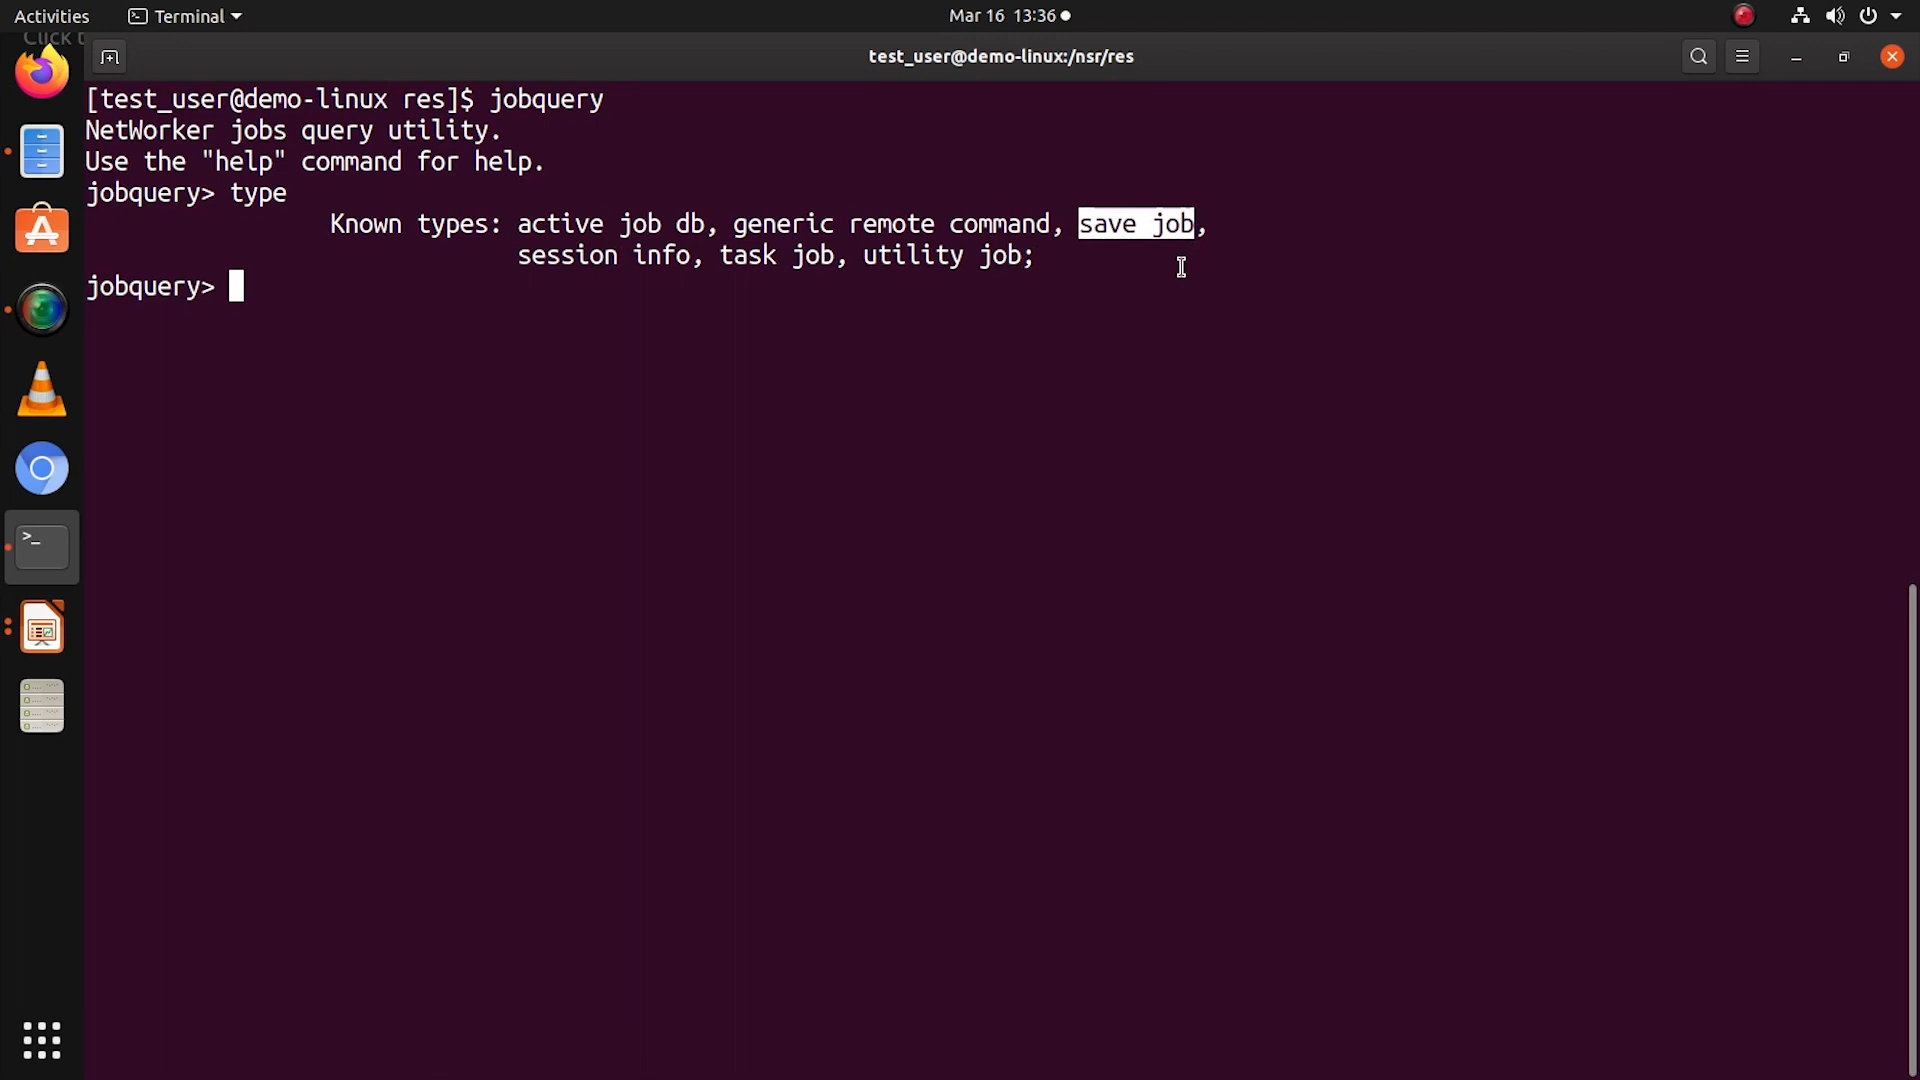 Activities Terminal Mar 16 13:36
Click t
test_user@demo-linux:/nsr/res
[test_user@demo-linux res]$ jobquery
NetWorker jobs query utility.
Use the "help" command for help.
jobquery> type
Known types: active job db, generic remote command, save job,
session info, task job, utility job;
jobquery>